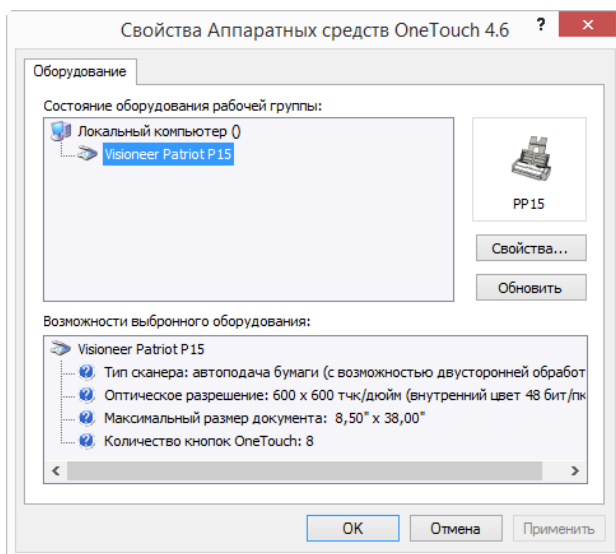 Свойства Аппаратных средств OneTouch 4.6
Оборудование
Состояние оборудования рабочей группы:
Локальный компьютер ()
Visioneer Patriot P15
PP15
Свойства...
Обновить
Возможности выбронного оборудования:
Visioneer Patriot P15
Тип сканера: автоподача бумаги (с возможностью двусторонней обработ
Оптическое разрешение: 600 x 600 тчк/дюйм (внутренний цвет 48 бит/пк
Максимальный размер документа: 8,50" x 38,00"
Количество кнопок OneTouch: 8
OK
Отмена
Применить